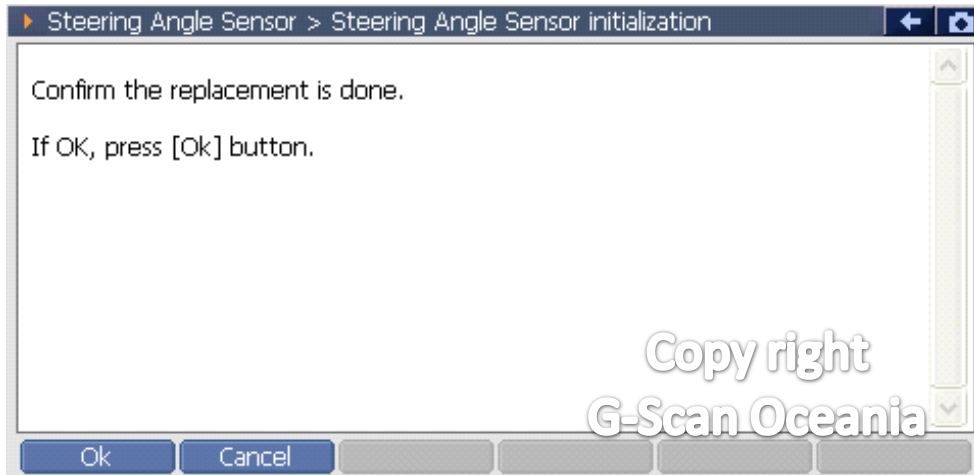 Steering Angle Sensor > Steering Angle Sensor initialization
Confirm the replacement is done.
If OK, press [Ok] button.
Copy right
G-Scan Oceania
Ok
Cancel